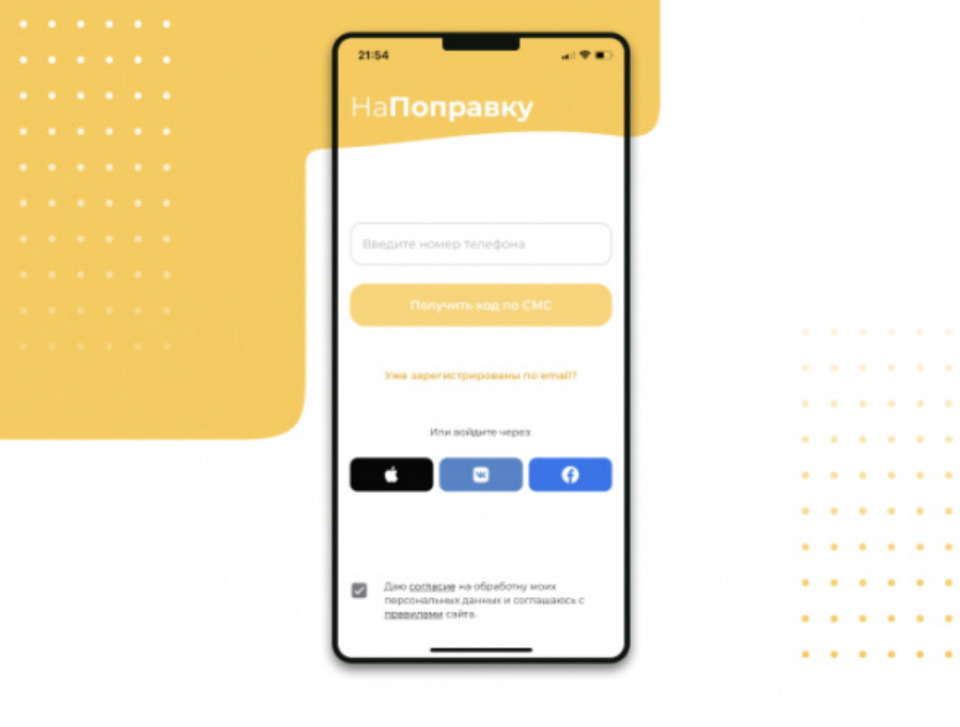 21:54
НаПоправку
Введите номер телефона
Получить код по СМС
Уже зарегистрированы по email?
Или войдите через:
Даю согласие на обработку моих
персональных данных и соглашаюсь с
правилами сайта.